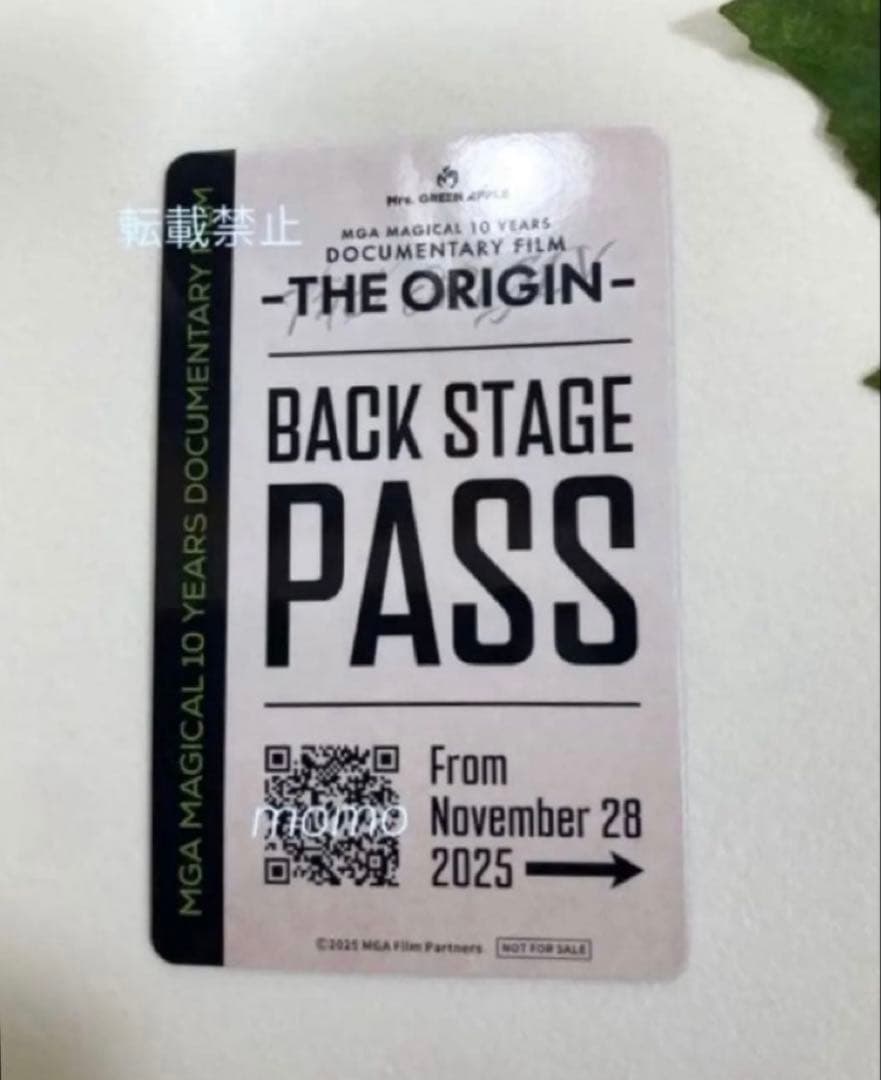 Mrs. GREEN APPLE
MGA MAGICAL 10 YEARS
DOCUMENTARY FILM
-THE ORIGIN-
BACK STAGE
PASS
From
November 28
2025
©2025 MGA Film Partners
NOT FOR SALE
MGA MAGICAL 10 YEARS DOCUMENTARY FILM
転載禁止
momo